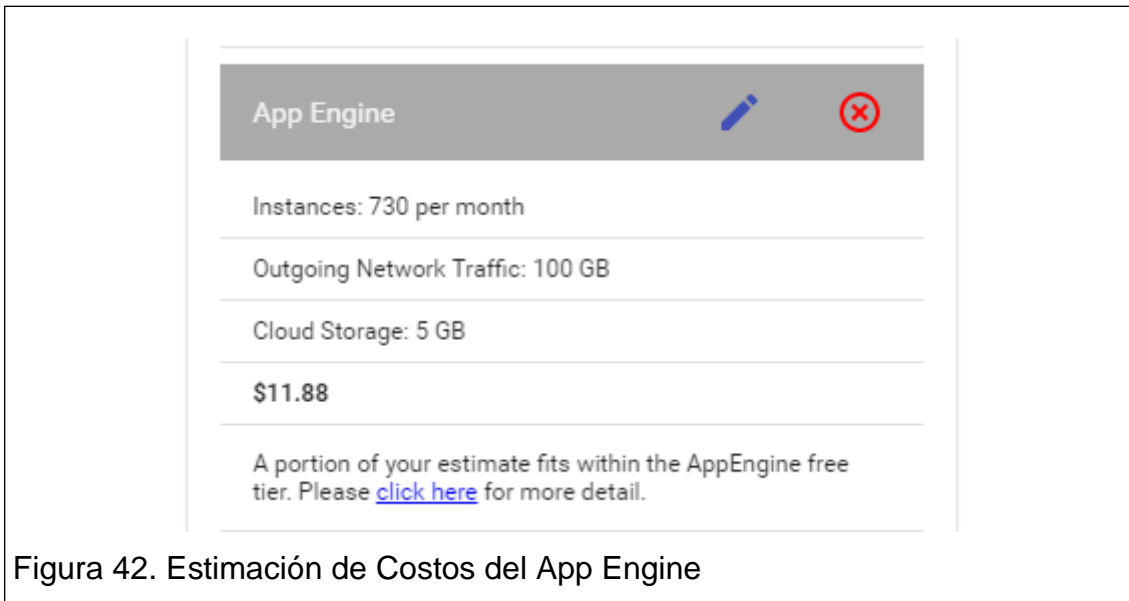 App Engine
Instances: 730 per month
Outgoing Network Traffic: 100 GB
Cloud Storage: 5 GB
$11.88
A portion of your estimate fits within the AppEngine free
tier. Please click here for more detail.
Figura 42. Estimación de Costos del App Engine